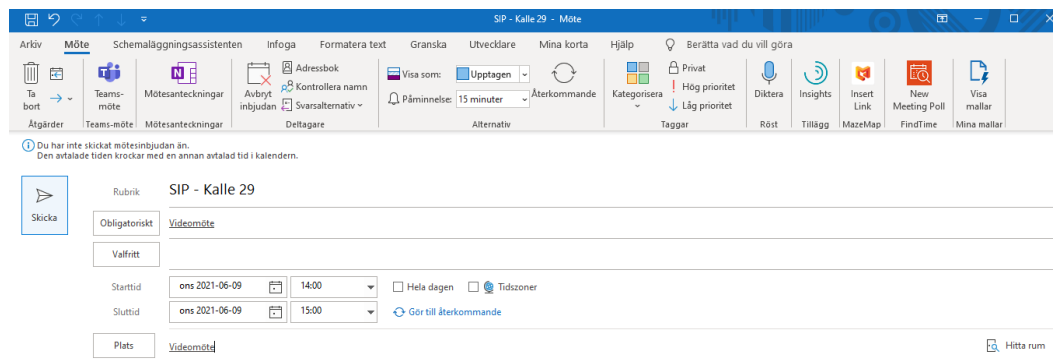 SIP - Kalle 29 - Möte
Arkiv Möte Schemaläggningsassistenten Infoga Formatera text Granska Utvecklare Mina korta Hjälp Berätta vad du vill göra
Ta bort
Teams-möte
Mötesanteckningar
Avbryt inbjudan
Adressbok
Kontrollera namn
Svarsalternativ
Visa som: Upptagen
Påminnelse: 15 minuter
Återkommande
Kategorisera
Privat
Hög prioritet
Låg prioritet
Diktera
Insights
Insert Link
New Meeting Poll
Visa mallar
Åtgärder Teams-möte Mötesanteckningar Deltagare Alternativ Taggar Röst Tillägg MazeMap FindTime Mina mallar
Du har inte skickat mötesinbjudan än.
Den avtalade tiden krockar med en annan avtalad tid i kalendern.
Skicka
Rubrik SIP - Kalle 29
Obligatoriskt Videomöte
Valfritt
Starttid ons 2021-06-09 14:00 Hela dagen Tidszoner
Sluttid ons 2021-06-09 15:00 Gör till återkommande
Plats Videomöte Hitta rum